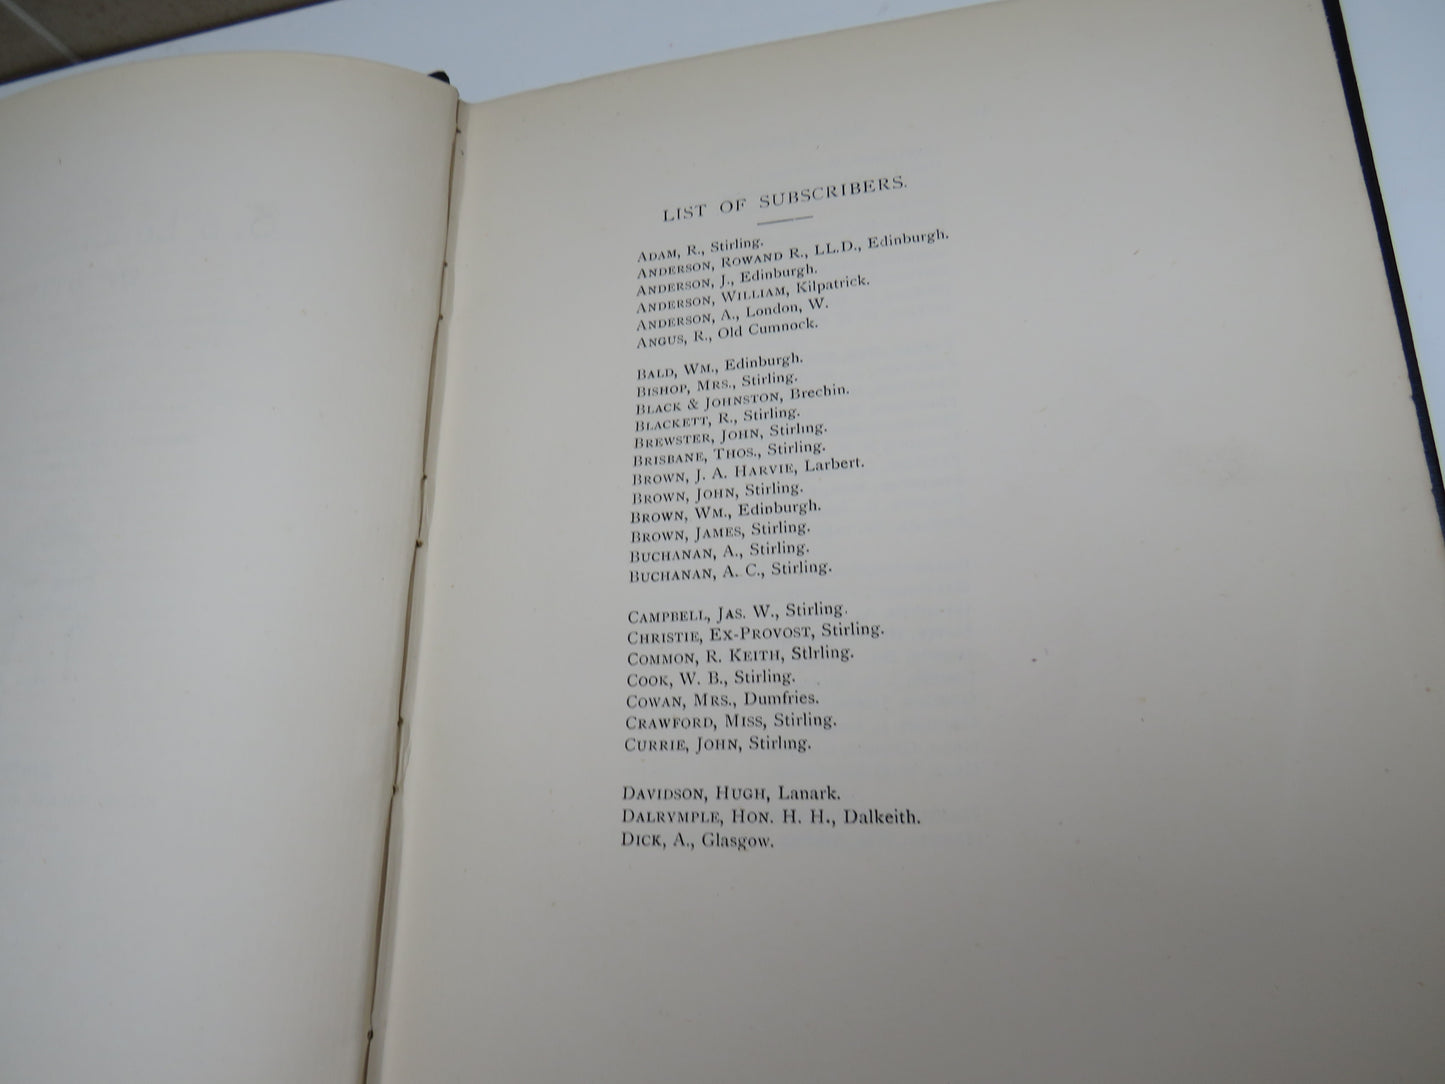 LIST OF SUBSCRIBERS.
ADAM, R., Stirling.
ANDERSON, ROWAND R., LL.D., Edinburgh.
ANDERSON, J., Edinburgh.
ANDERSON, WILLIAM, Kilpatrick.
ANDERSON, A., London, W.
ANGUS, R., Old Cumnock.
BALD, WM., Edinburgh.
BISHOP, MRS., Stirling.
BLACK & JOHNSTON, Brechin.
BLACKETT, R., Stirling.
BREWSTER, JOHN, Stirling.
BRISBANE, THOS., Stirling.
BROWN, J. A. HARVIE, Larbert.
BROWN, JOHN, Stirling.
BROWN, WM., Edinburgh.
BROWN, JAMES, Stirling.
BUCHANAN, A., Stirling.
BUCHANAN, A. C., Stirling.
CAMPBELL, JAS. W., Stirling.
CHRISTIE, EX-PROVOST, Stirling.
COMMON, R. KEITH, Stlrling.
COOK, W. B., Stirling.
COWAN, MRS., Dumfries.
CRAWFORD, MISS, Stirling.
CURRIE, JOHN, Stirling.
DAVIDSON, HUGH, Lanark.
DALRYMPLE, HON. H. H., Dalkeith.
DICK, A., Glasgow.